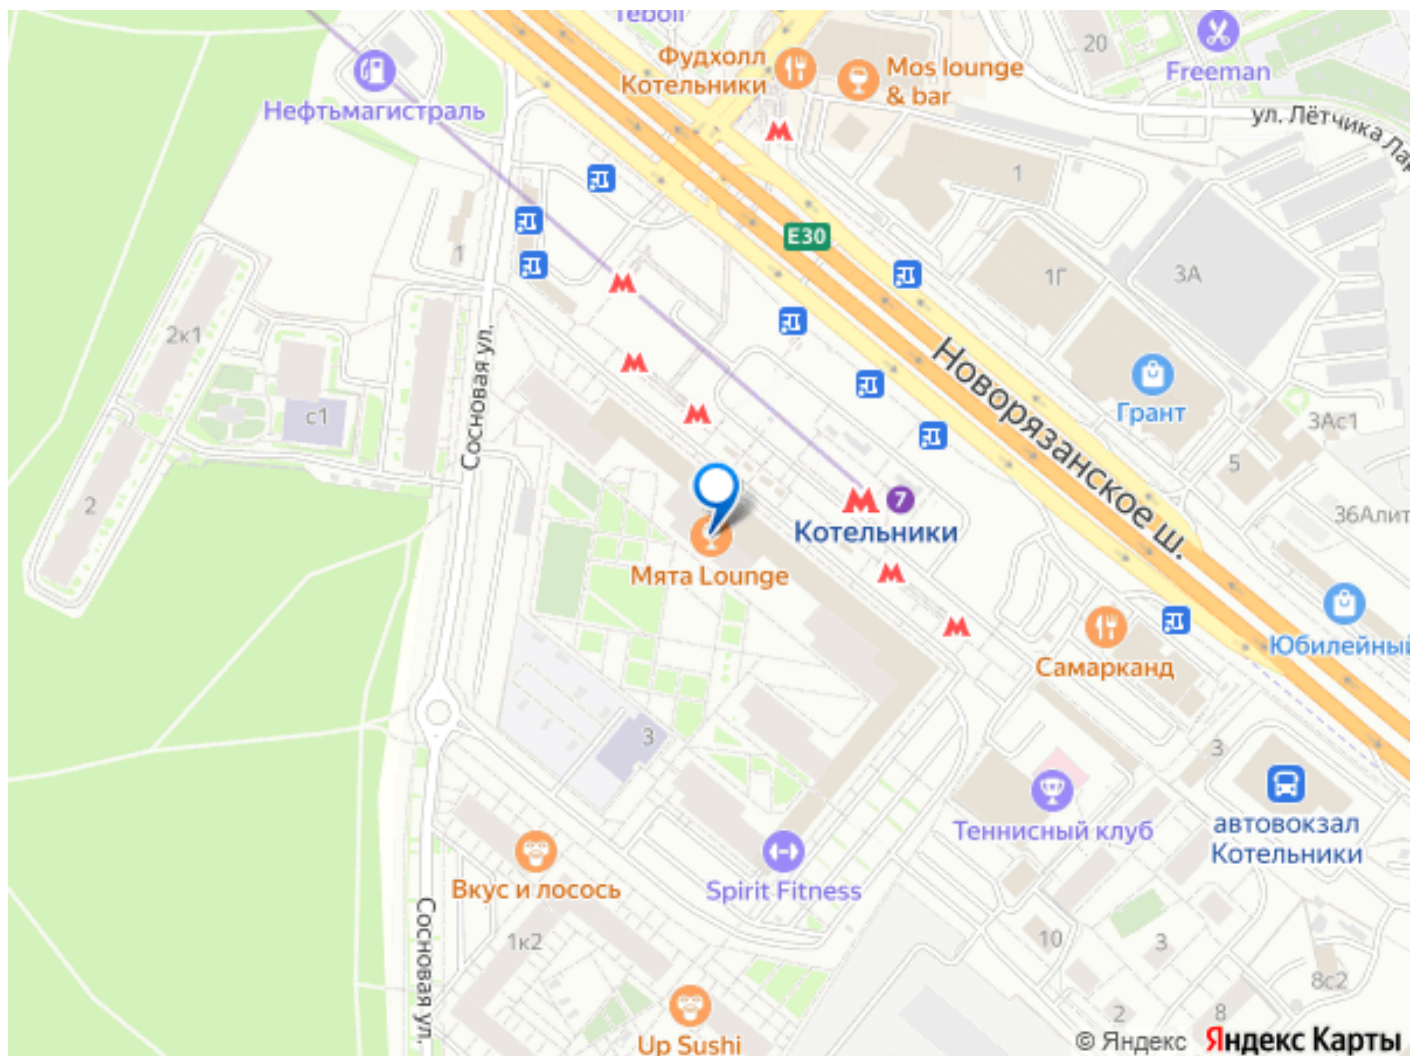 Teboil
20
Фудхолл
Котельники
Mos lounge
& bar
Freeman
Нефтьмагистраль
ул. Лётчика
1
E30
1
1Г
3А
2к1
Сосновая ул.
Новорязанское ш.
Грант
с1
3Ас1
5
2
7
36Алит
Котельники
Мята Lounge
Юбилейный
Самарканд
3
3
автовокзал
Котельники
Теннисный клуб
Вкус и лосось
Spirit Fitness
Сосновая ул.
1к2
10
3
8с2
2
8
Up Sushi
© Яндекс Яндекс Карты